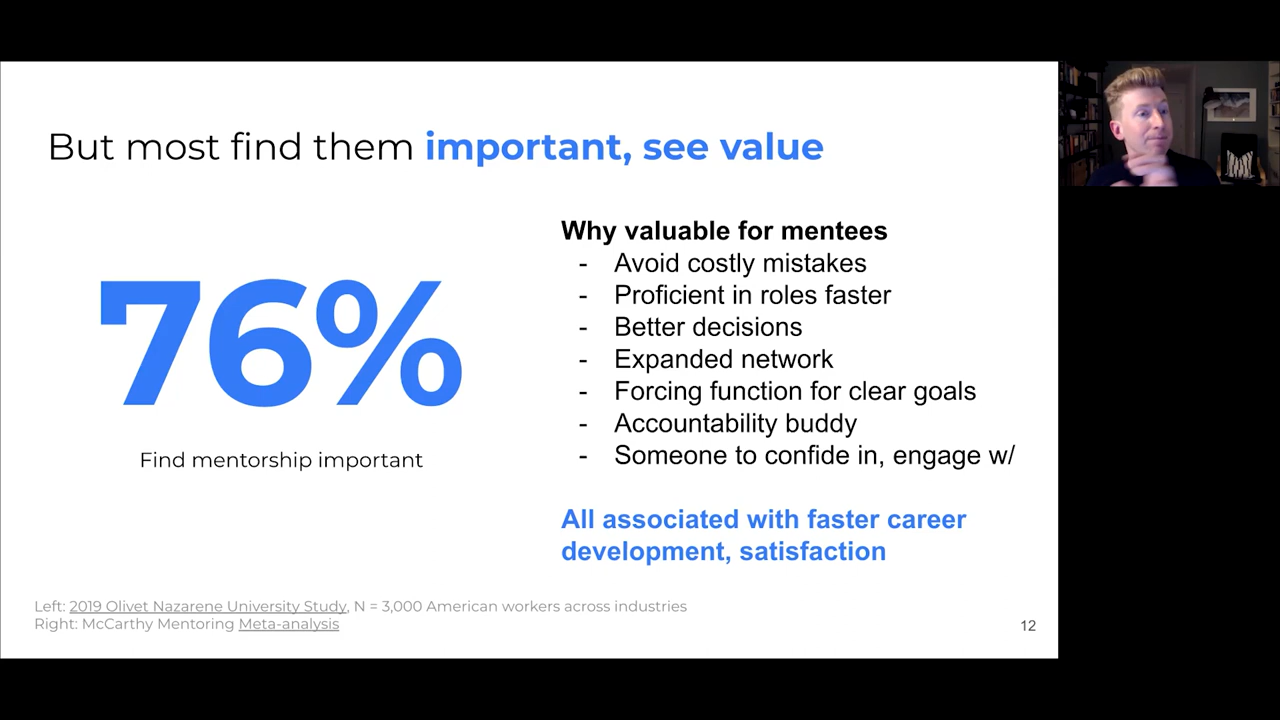 But most find them important, see value
76%
Find mentorship important
Why valuable for mentees
- Avoid costly mistakes
- Proficient in roles faster
- Better decisions
- Expanded network
- Forcing function for clear goals
- Accountability buddy
- Someone to confide in, engage w/
All associated with faster career
development, satisfaction
Left: 2019 Olivet Nazarene University Study, N = 3,000 American workers across industries
Right: McCarthy Mentoring Meta-analysis
12